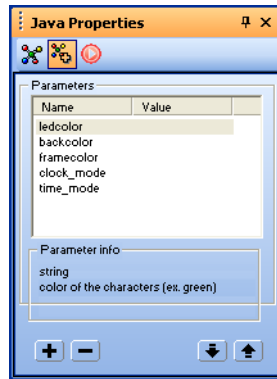 Java Properties
Parameters
Name Value
ledcolor
backcolor
framecolor
clock_mode
time_mode
Parameter info
string
color of the characters (ex. green)